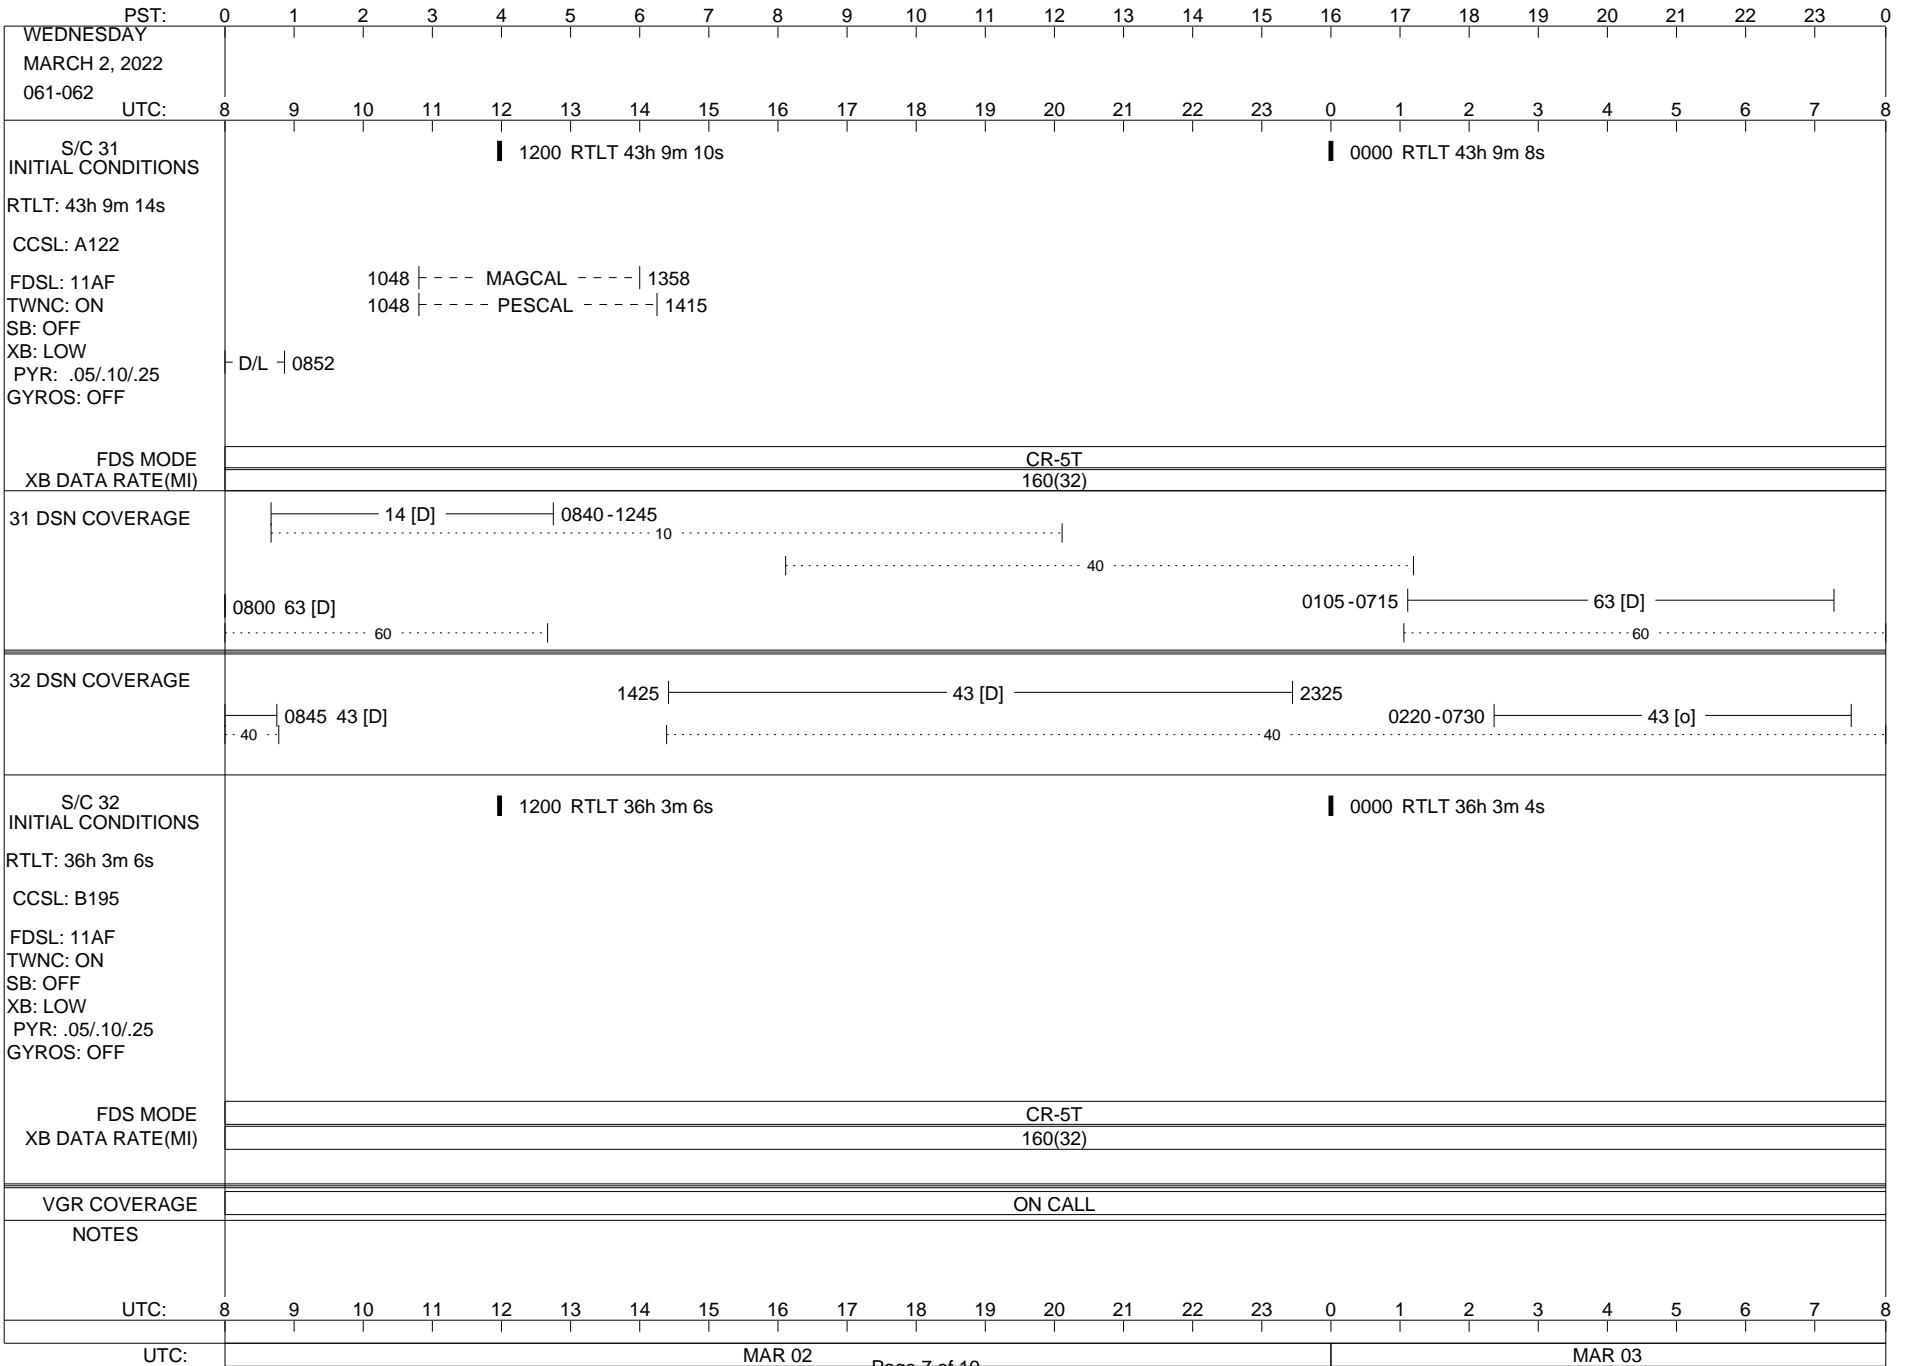 PST: 0 1 2 3 4 5 6 7 8 9 10 11 12 13 14 15 16 17 18 19 20 21 22 23 0
WEDNESDAY
MARCH 2, 2022
061-062
UTC: 8 9 10 11 12 13 14 15 16 17 18 19 20 21 22 23 0 1 2 3 4 5 6 7 8
S/C 31
INITIAL CONDITIONS
1200 RTLT 43h 9m 10s
0000 RTLT 43h 9m 8s
RTLT: 43h 9m 14s
CCSL: A122
FDSL: 11AF
TWNC: ON
SB: OFF
XB: LOW
PYR: .05/.10/.25
GYROS: OFF
1048 MAGCAL 1358
1048 PESCAL 1415
D/L 0852
FDS MODE CR-5T
XB DATA RATE(MI) 160(32)
31 DSN COVERAGE
14 [D] 0840-1245
10
40
0800 63 [D]
0105-0715 63 [D]
60
60
32 DSN COVERAGE
1425 43 [D] 2325
0845 43 [D]
0220-0730 43 [o]
40
40
S/C 32
INITIAL CONDITIONS
1200 RTLT 36h 3m 6s
0000 RTLT 36h 3m 4s
RTLT: 36h 3m 6s
CCSL: B195
FDSL: 11AF
TWNC: ON
SB: OFF
XB: LOW
PYR: .05/.10/.25
GYROS: OFF
FDS MODE CR-5T
XB DATA RATE(MI) 160(32)
VGR COVERAGE ON CALL
NOTES
UTC: 8 9 10 11 12 13 14 15 16 17 18 19 20 21 22 23 0 1 2 3 4 5 6 7 8
UTC: MAR 02 MAR 03
Page 7 of 10